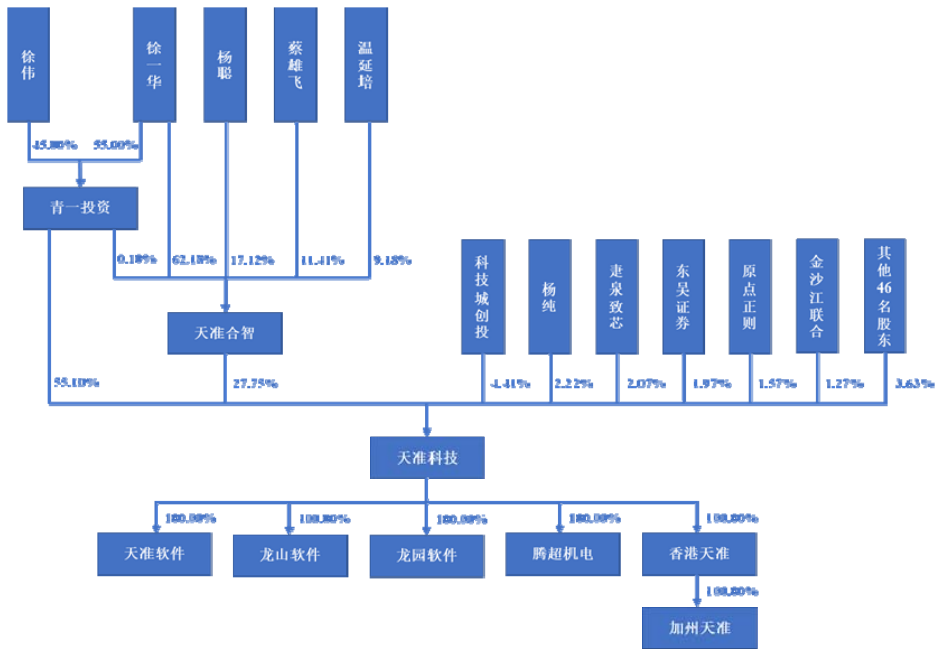 徐伟
徐一华
杨聪
蔡雄飞
温延培
45.00% 55.00%
青一投资
0.18% 62.18% 17.12% 11.41% 9.18%
科技城创投
杨纯
疌泉致芯
东吴证券
原点正则
金沙江联合
其他46名股东
天准合智
55.10% 27.75% 4.41% 2.22% 2.07% 1.97% 1.57% 1.27% 3.63%
天准科技
100.00% 100.00% 100.00% 100.00% 100.00%
天准软件
龙山软件
龙园软件
腾超机电
香港天准
100.00%
加州天准